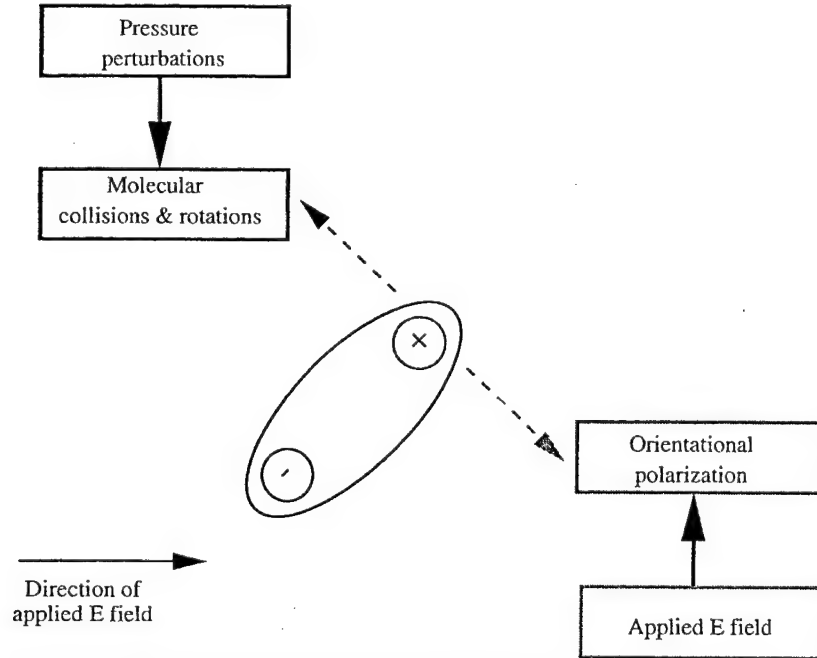 Pressure
perturbations
Molecular
collisions & rotations
×
-
Orientational
polarization
Direction of
applied E field
Applied E field